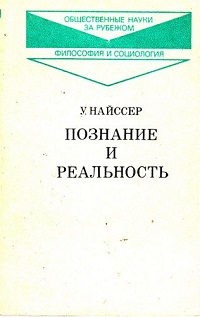 ОБЩЕСТВЕННЫЕ НАУКИ
ЗА РУБЕЖОМ
ФИЛОСОФИЯ И СОЦИОЛОГИЯ
У. НАЙССЕР
ПОЗНАНИЕ
И
РЕАЛЬНОСТЬ